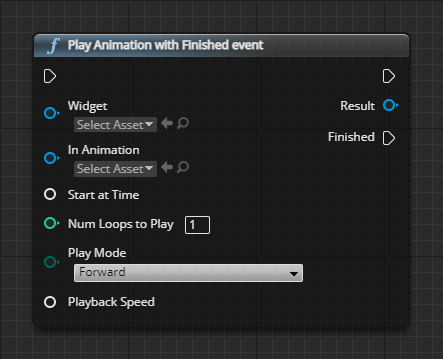 Play Animation with Finished event
Widget
Select Asset
Result
Finished
In Animation
Select Asset
Start at Time
Num Loops to Play 1
Play Mode
Forward
Playback Speed